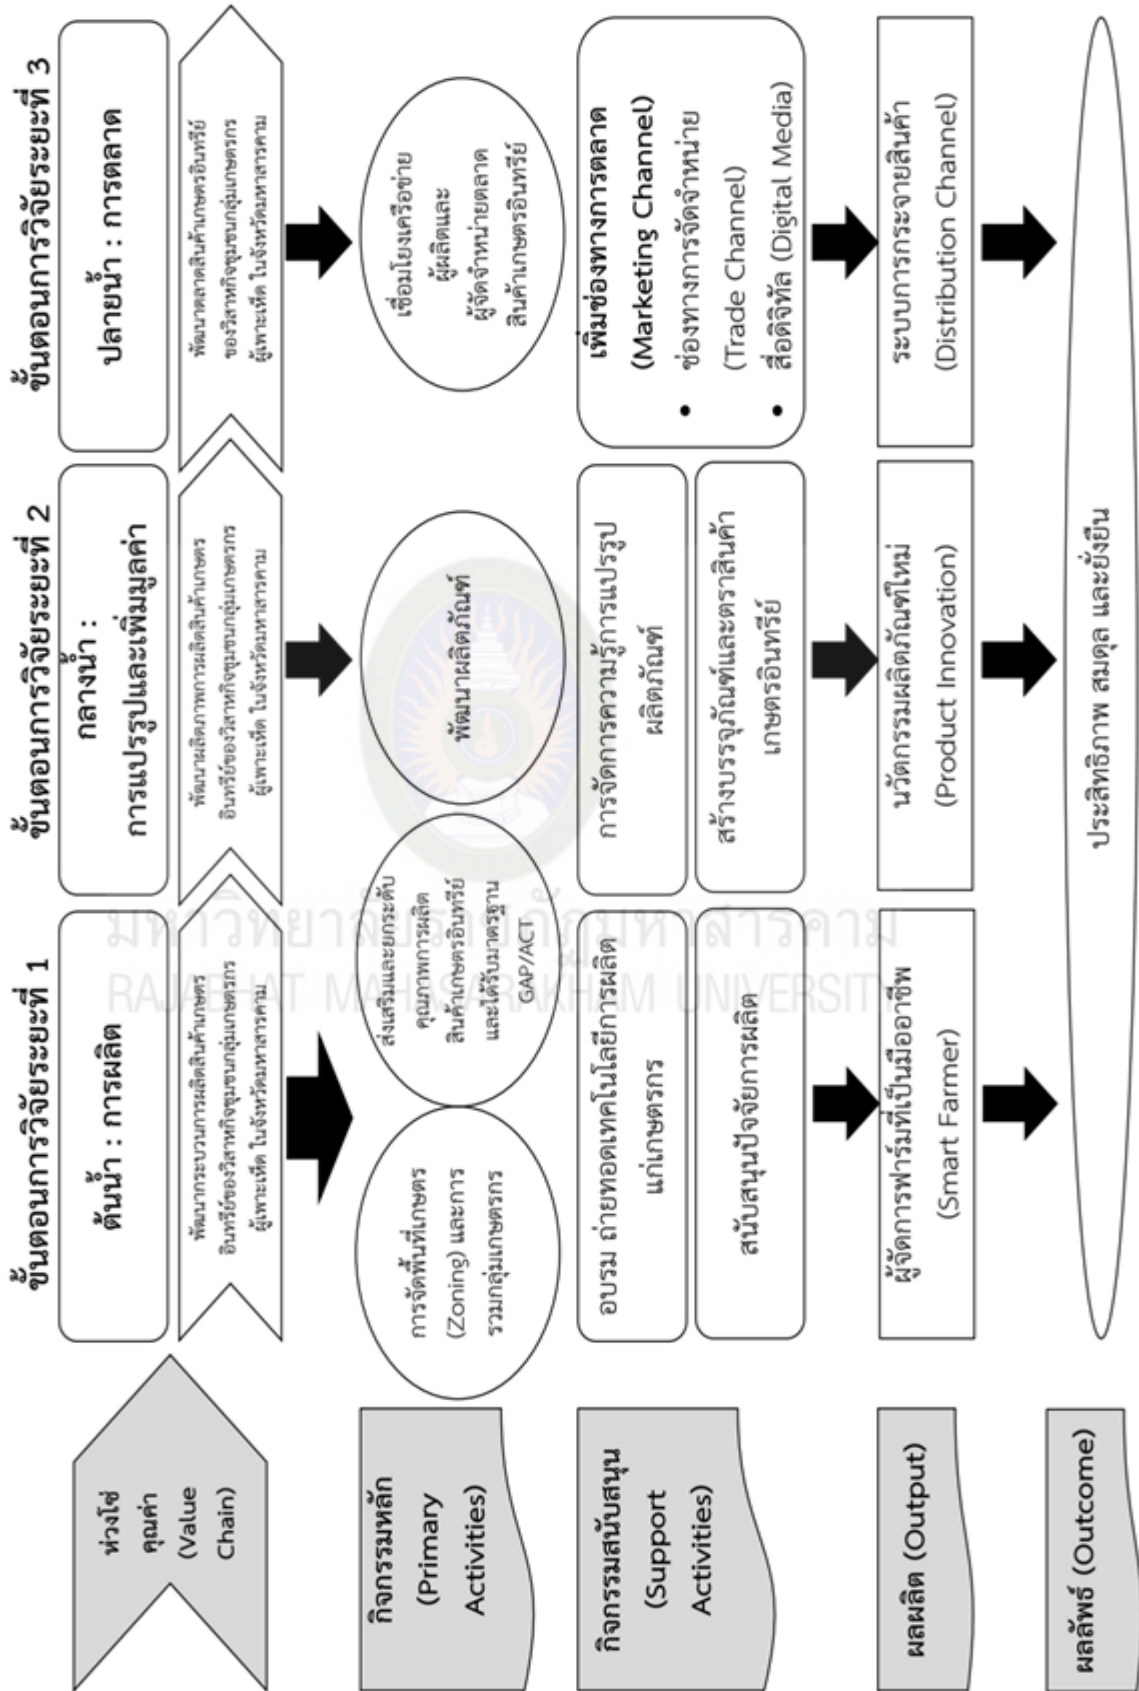 ขั้นตอนการวิจัยระยะที่ 1
ขั้นตอนการวิจัยระยะที่ 2
ขั้นตอนการวิจัยระยะที่ 3
ห่วงโซ่
คุณค่า
(Value
Chain)
ต้นน้ำ : การผลิต
กลางน้ำ :
การแปรรูปและเพิ่มมูลค่า
ปลายน้ำ : การตลาด
พัฒนากระบวนการผลิตสินค้าเกษตร
อินทรีย์ของวิสาหกิจชุมชนกลุ่มเกษตรกร
ผู้เพาะเห็ด ในจังหวัดมหาสารคาม
พัฒนาผลิตภาพการผลิตสินค้าเกษตร
อินทรีย์ของวิสาหกิจชุมชนกลุ่มเกษตรกร
ผู้เพาะเห็ด ในจังหวัดมหาสารคาม
พัฒนาตลาดสินค้าเกษตรอินทรีย์
ของวิสาหกิจชุมชนกลุ่มเกษตรกร
ผู้เพาะเห็ด ในจังหวัดมหาสารคาม
กิจกรรมหลัก
(Primary
Activities)
การจัดพื้นที่เกษตร
(Zoning) และการ
รวมกลุ่มเกษตรกร
ส่งเสริมและยกระดับ
คุณภาพการผลิต
สินค้าเกษตรอินทรีย์
และได้รับมาตรฐาน
GAP/ACT
พัฒนาผลิตภัณฑ์
เชื่อมโยงเครือข่าย
ผู้ผลิตและ
ผู้จัดจำหน่ายตลาด
สินค้าเกษตรอินทรีย์
กิจกรรมสนับสนุน
(Support
Activities)
อบรม ถ่ายทอดเทคโนโลยีการผลิต
แก่เกษตรกร
สนับสนุนปัจจัยการผลิต
การจัดการความรู้การแปรรูป
ผลิตภัณฑ์
สร้างบรรจุภัณฑ์และตราสินค้า
เกษตรอินทรีย์
เพิ่มช่องทางการตลาด
(Marketing Channel)
• ช่องทางการจัดจำหน่าย
(Trade Channel)
• สื่อดิจิทัล (Digital Media)
ผลผลิต (Output)
ผู้จัดการฟาร์มที่เป็นมืออาชีพ
(Smart Farmer)
นวัตกรรมผลิตภัณฑ์ใหม่
(Product Innovation)
ระบบการกระจายสินค้า
(Distribution Channel)
ผลลัพธ์ (Outcome)
ประสิทธิภาพ สมดุล และยั่งยืน
มหาวิทยาลัยราชภัฏมหาสารคาม
RAJABHAT MAHASARAKHAM UNIVERSITY